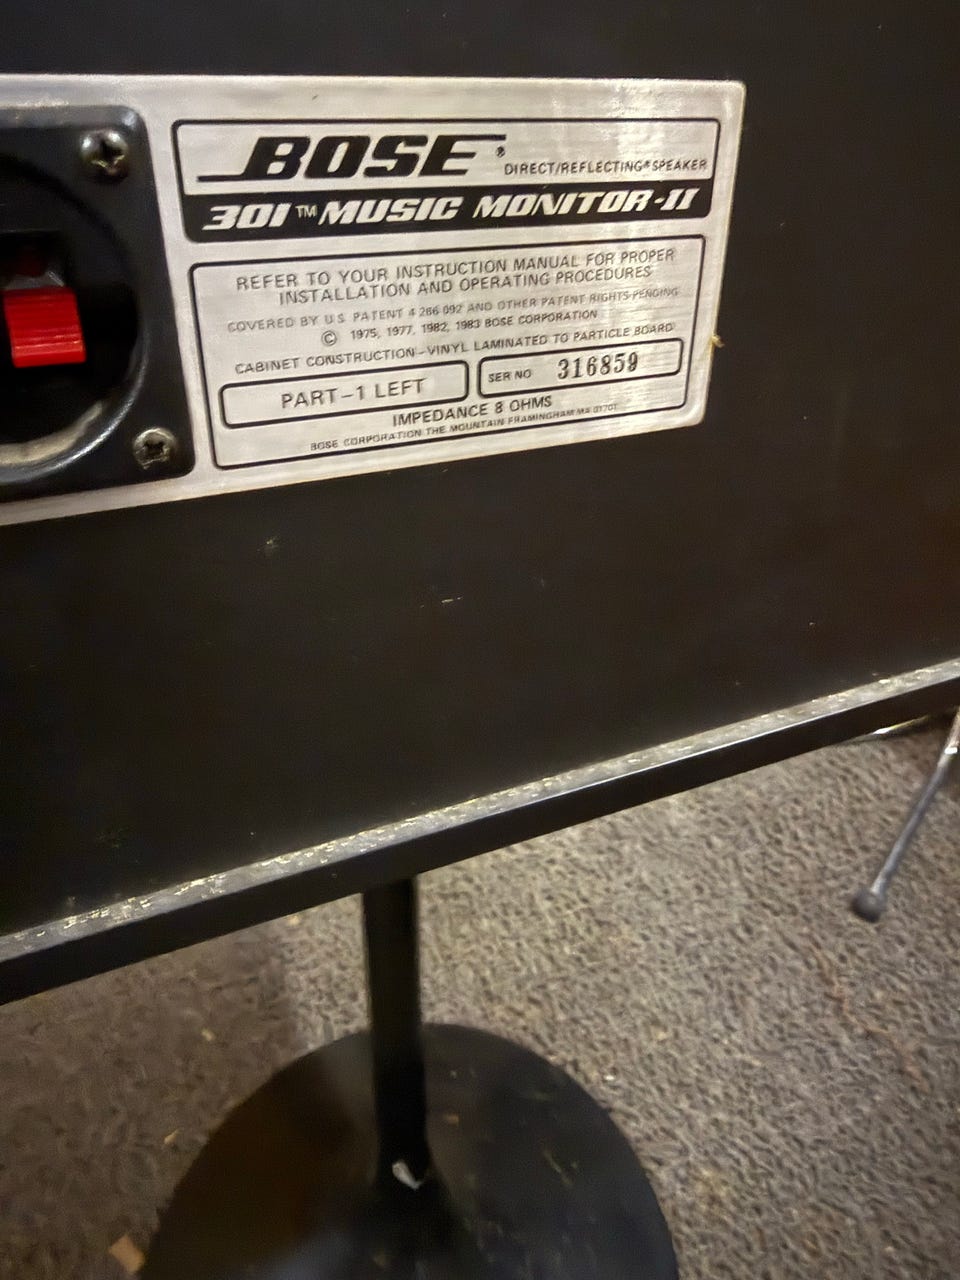 BOSE® DIRECT/REFLECTING® SPEAKER
301™ MUSIC MONITOR-II
REFER TO YOUR INSTRUCTION MANUAL FOR PROPER
INSTALLATION AND OPERATING PROCEDURES
COVERED BY U S PATENT 4 266 092 AND OTHER PATENT RIGHTS PENDING
© 1975, 1977, 1982, 1983 BOSE CORPORATION
CABINET CONSTRUCTION-VINYL LAMINATED TO PARTICLE BOARD
PART-1 LEFT
SER NO 316859
IMPEDANCE 8 OHMS
BOSE CORPORATION THE MOUNTAIN FRAMINGHAM MA 01701